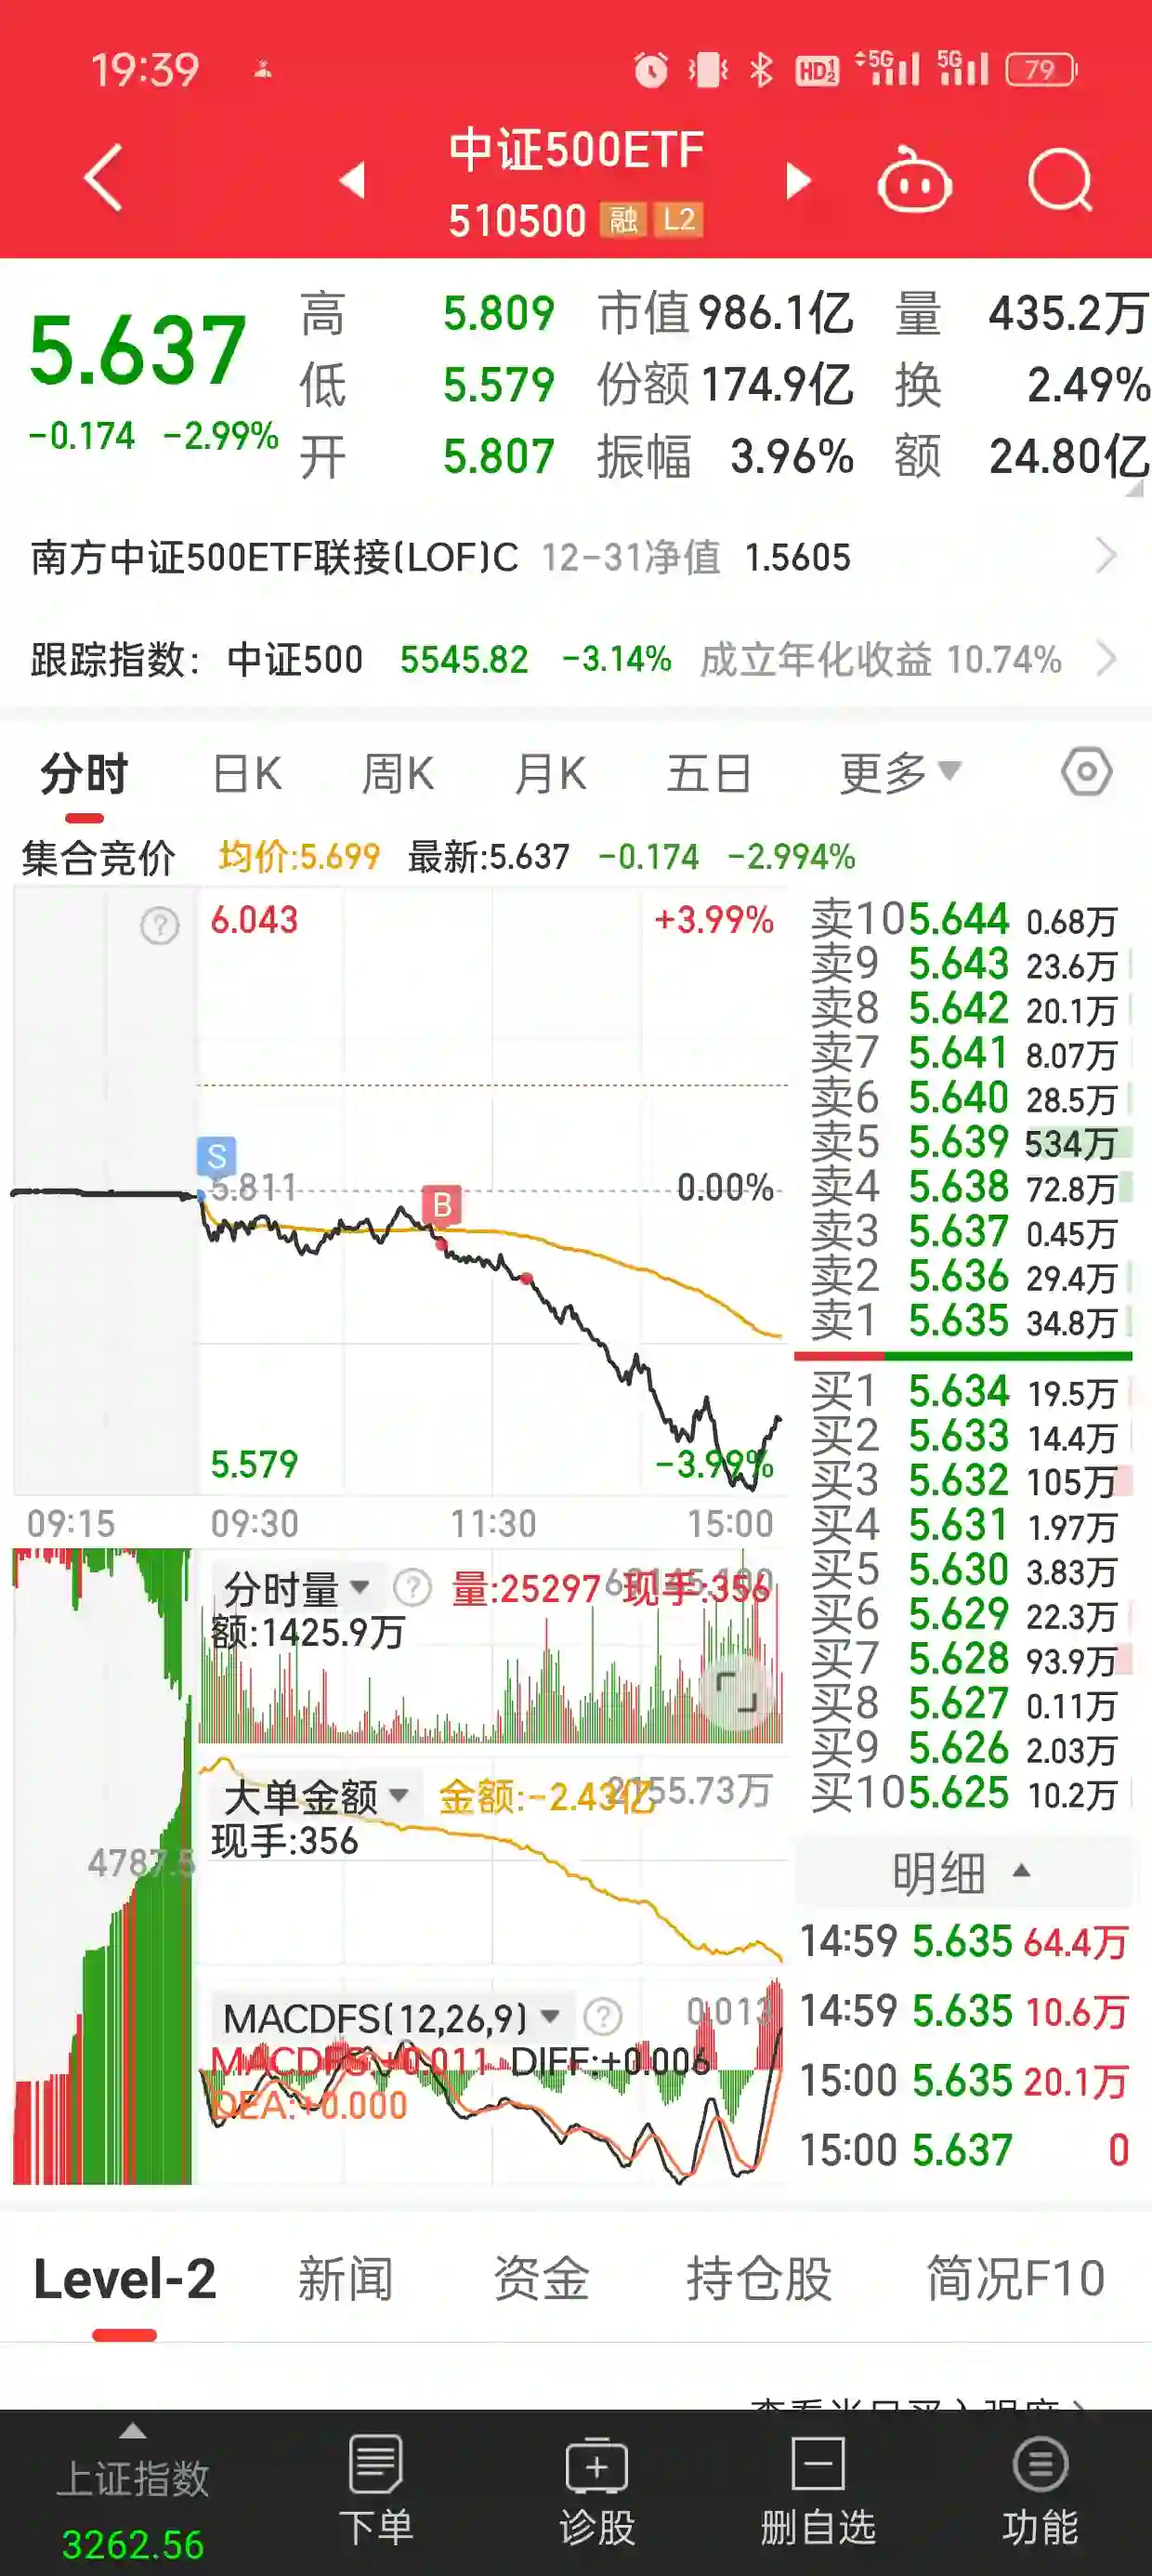 19:39
HD 1 2 5G 5G 79
中证500ETF
510500 融 L2
5.637
-0.174 -2.99%
高 5.809 市值 986.1亿 量 435.2万
低 5.579 份额 174.9亿 换 2.49%
开 5.807 振幅 3.96% 额 24.80亿
南方中证500ETF联接(LOF)C 12-31净值 1.5605
跟踪指数: 中证500 5545.82 -3.14% 成立年化收益 10.74%
分时 日K 周K 月K 五日 更多
集合竞价 均价:5.699 最新:5.637 -0.174 -2.994%
6.043 +3.99%
S
5.811 0.00%
B
5.579 -3.99%
09:15 09:30 11:30 15:00
分时量 ? 量:25297 现手:356
额:1425.9万
大单金额 金额:-2.43亿 55.73万
现手:356
4787.5
MACDFS(12,26,9) ? 0.013
MACDFS:+0.011 DIFF:+0.006
DEA:+0.000
卖10 5.644 0.68万
卖9 5.643 23.6万
卖8 5.642 20.1万
卖7 5.641 8.07万
卖6 5.640 28.5万
卖5 5.639 534万
卖4 5.638 72.8万
卖3 5.637 0.45万
卖2 5.636 29.4万
卖1 5.635 34.8万
买1 5.634 19.5万
买2 5.633 14.4万
买3 5.632 105万
买4 5.631 1.97万
买5 5.630 3.83万
买6 5.629 22.3万
买7 5.628 93.9万
买8 5.627 0.11万
买9 5.626 2.03万
买10 5.625 10.2万
明细
14:59 5.635 64.4万
14:59 5.635 10.6万
15:00 5.635 20.1万
15:00 5.637 0
Level-2 新闻 资金 持仓股 简况F10
上证指数 下单 诊股 删自选 功能
3262.56